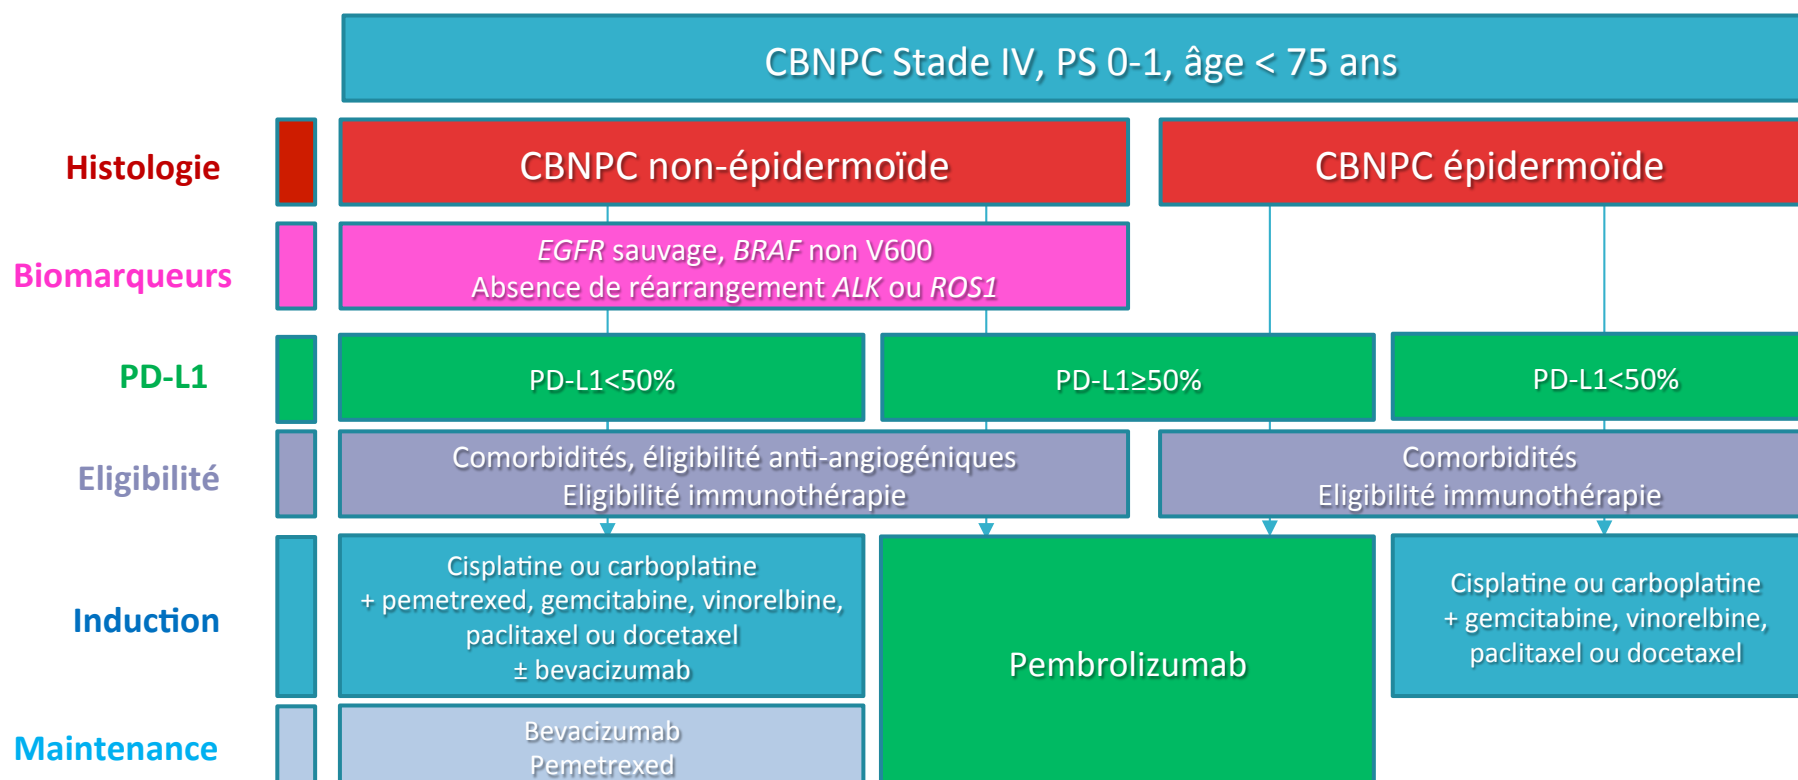 CBNPC Stade IV, PS 0-1, âge < 75 ans
Histologie
CBNPC non-épidermoïde
CBNPC épidermoïde
Biomarqueurs
EGFR sauvage, BRAF non V600
Absence de réarrangement ALK ou ROS1
PD-L1
PD-L1<50%
PD-L1≥50%
PD-L1<50%
Eligibilité
Comorbidités, éligibilité anti-angiogéniques
Eligibilité immunothérapie
Comorbidités
Eligibilité immunothérapie
Induction
Cisplatine ou carboplatine
+ pemetrexed, gemcitabine, vinorelbine,
paclitaxel ou docetaxel
± bevacizumab
Pembrolizumab
Cisplatine ou carboplatine
+ gemcitabine, vinorelbine,
paclitaxel ou docetaxel
Maintenance
Bevacizumab
Pemetrexed